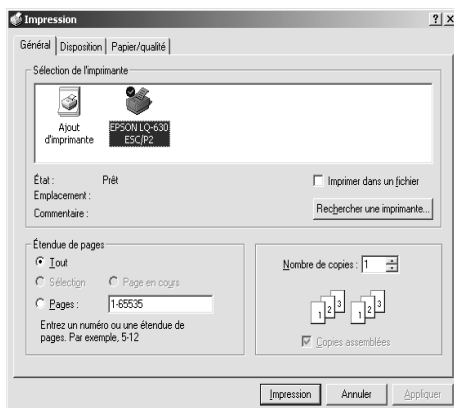 Impression
Général
Disposition
Papier/qualité
Sélection de l'imprimante
Ajout
d'imprimante
EPSON LQ-630
ESC/P2
État :
Prêt
Emplacement :
Commentaire :
Imprimer dans un fichier
Rechercher une imprimante...
Étendue de pages
Tout
Sélection
Page en cours
Pages :
1-65535
Entrez un numéro ou une étendue de
pages. Par exemple, 5-12
Nombre de copies :
1
1 2 3
1 2 3
Copies assemblées
Impression
Annuler
Appliquer